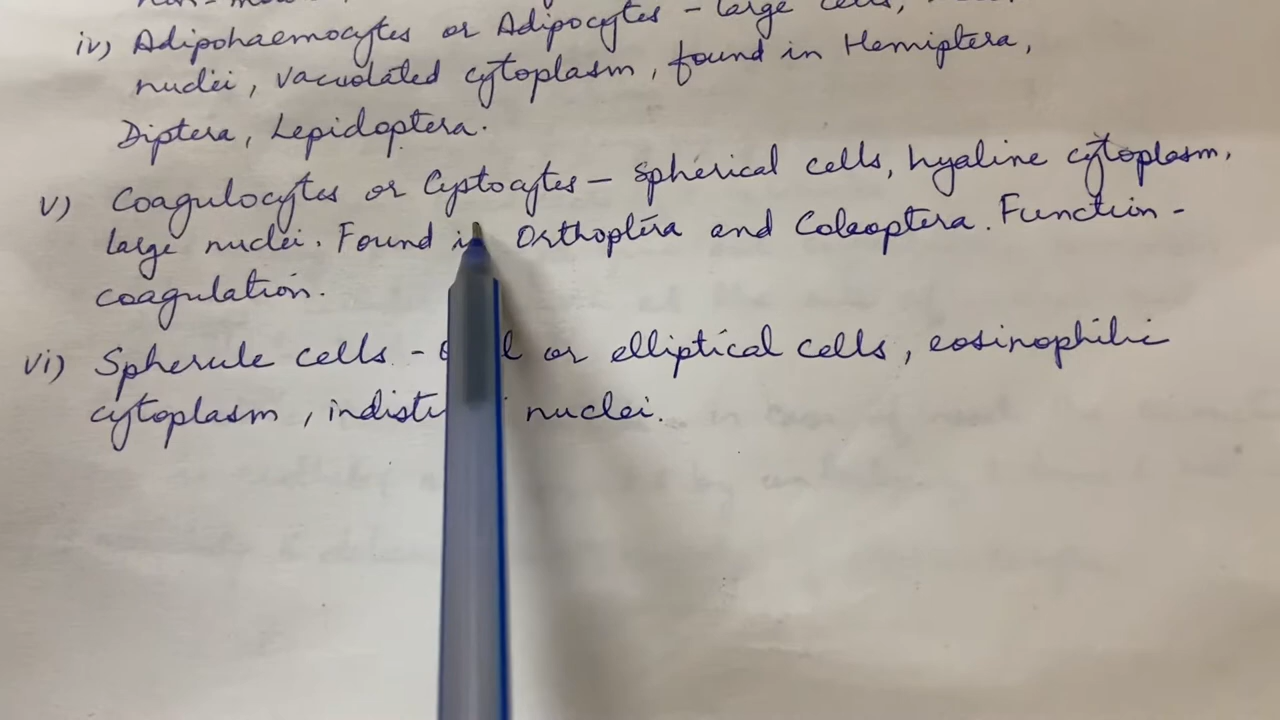 iv) Adipohaemocytes or Adipocytes - large cells,
nuclei, vacuolated cytoplasm, found in Hemiptera,
Diptera, Lepidoptera.
v) Coagulocytes or Cystocytes - spherical cells, hyaline cytoplasm,
large nuclei. Found in Orthoptera and Coleoptera. Function -
coagulation.
vi) Spherule cells - or elliptical cells, eosinophilic
cytoplasm, nuclei.